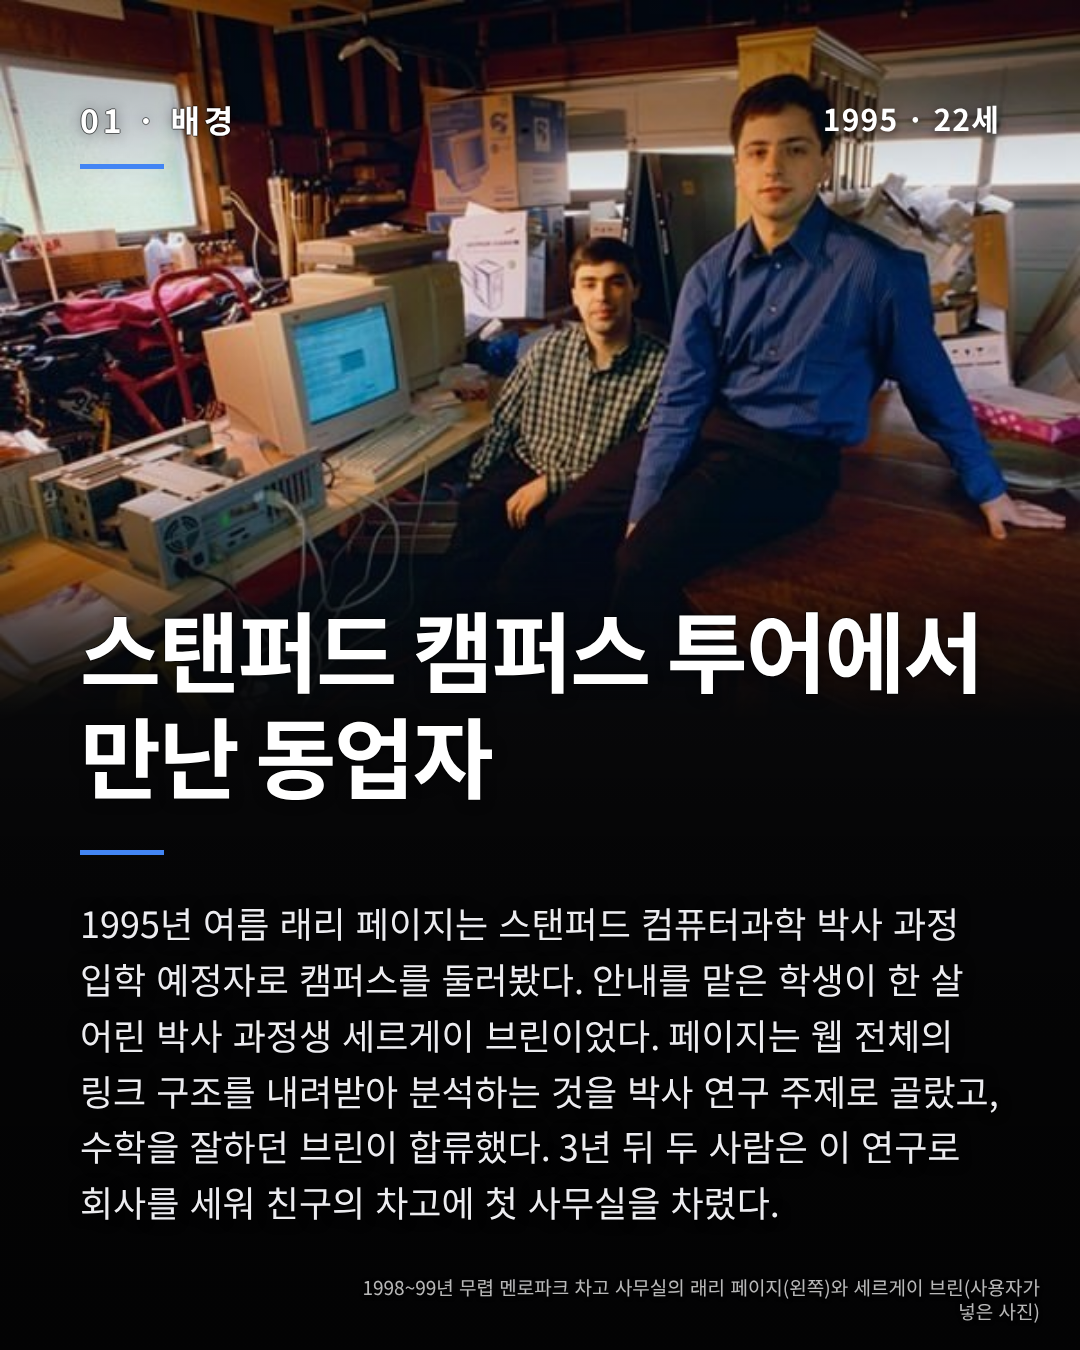 01 · 배경
1995 · 22세
스탠퍼드 캠퍼스 투어에서
만난 동업자
1995년 여름 래리 페이지는 스탠퍼드 컴퓨터과학 박사 과정
입학 예정자로 캠퍼스를 둘러봤다. 안내를 맡은 학생이 한 살
어린 박사 과정생 세르게이 브린이었다. 페이지는 웹 전체의
링크 구조를 내려받아 분석하는 것을 박사 연구 주제로 골랐고,
수학을 잘하던 브린이 합류했다. 3년 뒤 두 사람은 이 연구로
회사를 세워 친구의 차고에 첫 사무실을 차렸다.
1998~99년 무렵 멘로파크 차고 사무실의 래리 페이지(왼쪽)와 세르게이 브린(사용자가
넣은 사진)